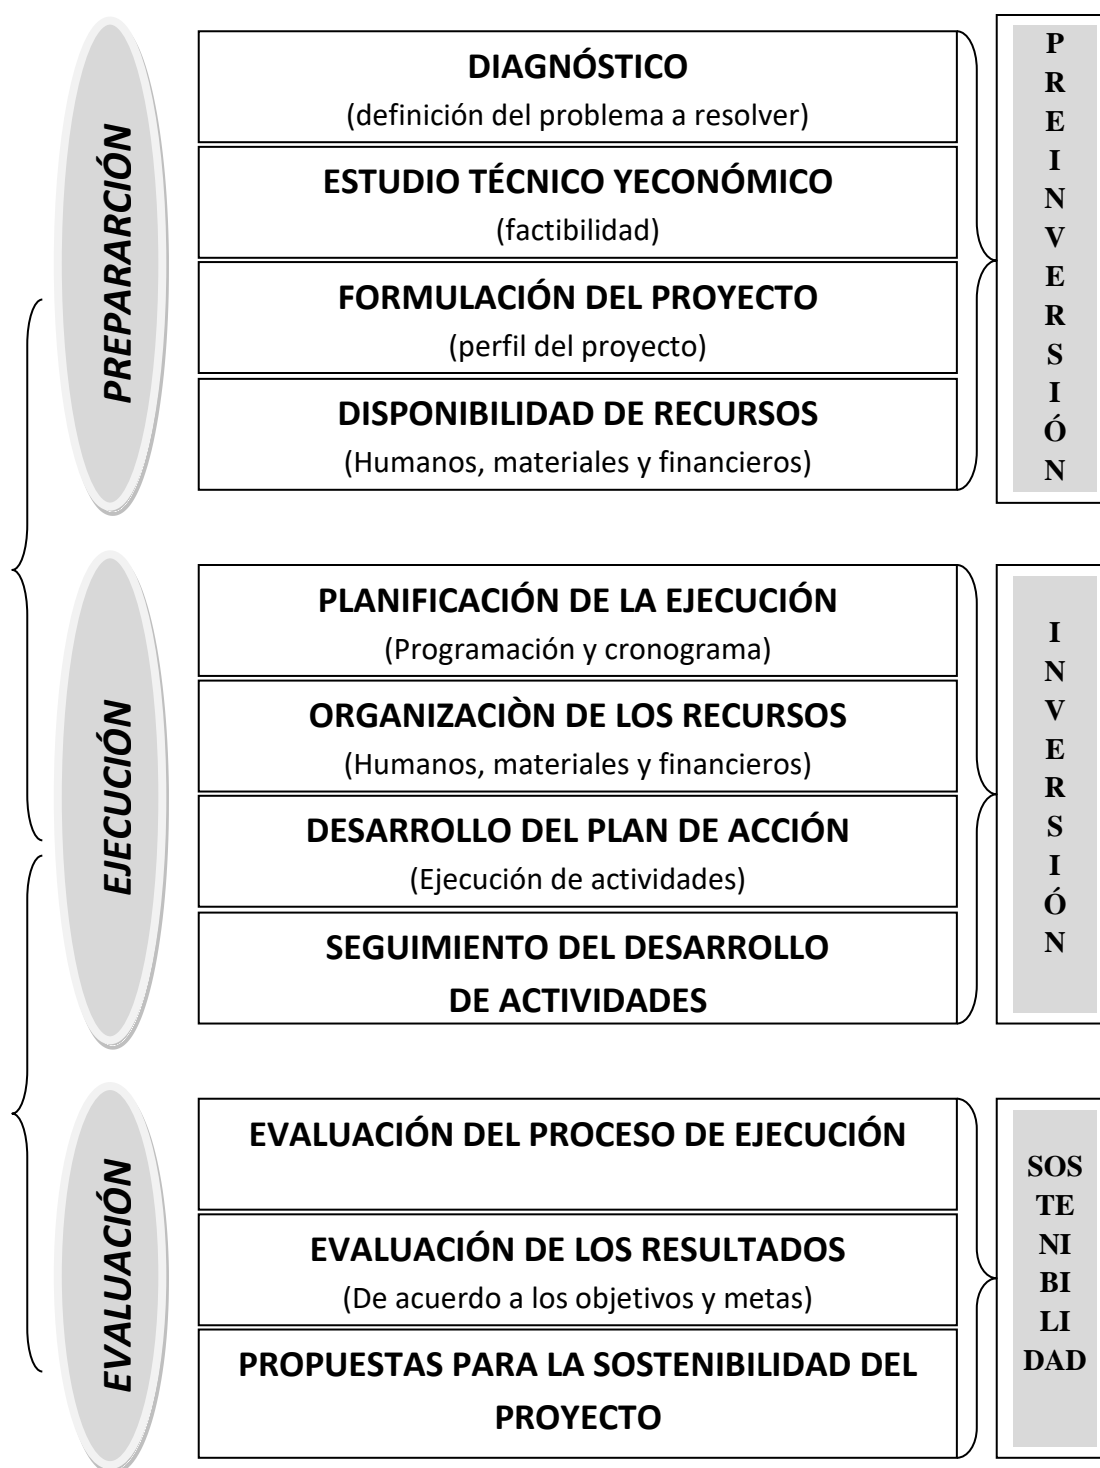 PREPARARCIÓN
DIAGNÓSTICO
(definición del problema a resolver)
ESTUDIO TÉCNICO YECONÓMICO
(factibilidad)
FORMULACIÓN DEL PROYECTO
(perfil del proyecto)
DISPONIBILIDAD DE RECURSOS
(Humanos, materiales y financieros)
P
R
E
I
N
V
E
R
S
I
Ó
N
EJECUCIÓN
PLANIFICACIÓN DE LA EJECUCIÓN
(Programación y cronograma)
ORGANIZACIÒN DE LOS RECURSOS
(Humanos, materiales y financieros)
DESARROLLO DEL PLAN DE ACCIÓN
(Ejecución de actividades)
SEGUIMIENTO DEL DESARROLLO
DE ACTIVIDADES
I
N
V
E
R
S
I
Ó
N
EVALUACIÓN
EVALUACIÓN DEL PROCESO DE EJECUCIÓN
EVALUACIÓN DE LOS RESULTADOS
(De acuerdo a los objetivos y metas)
PROPUESTAS PARA LA SOSTENIBILIDAD DEL
PROYECTO
SOS
TE
NI
BI
LI
DAD